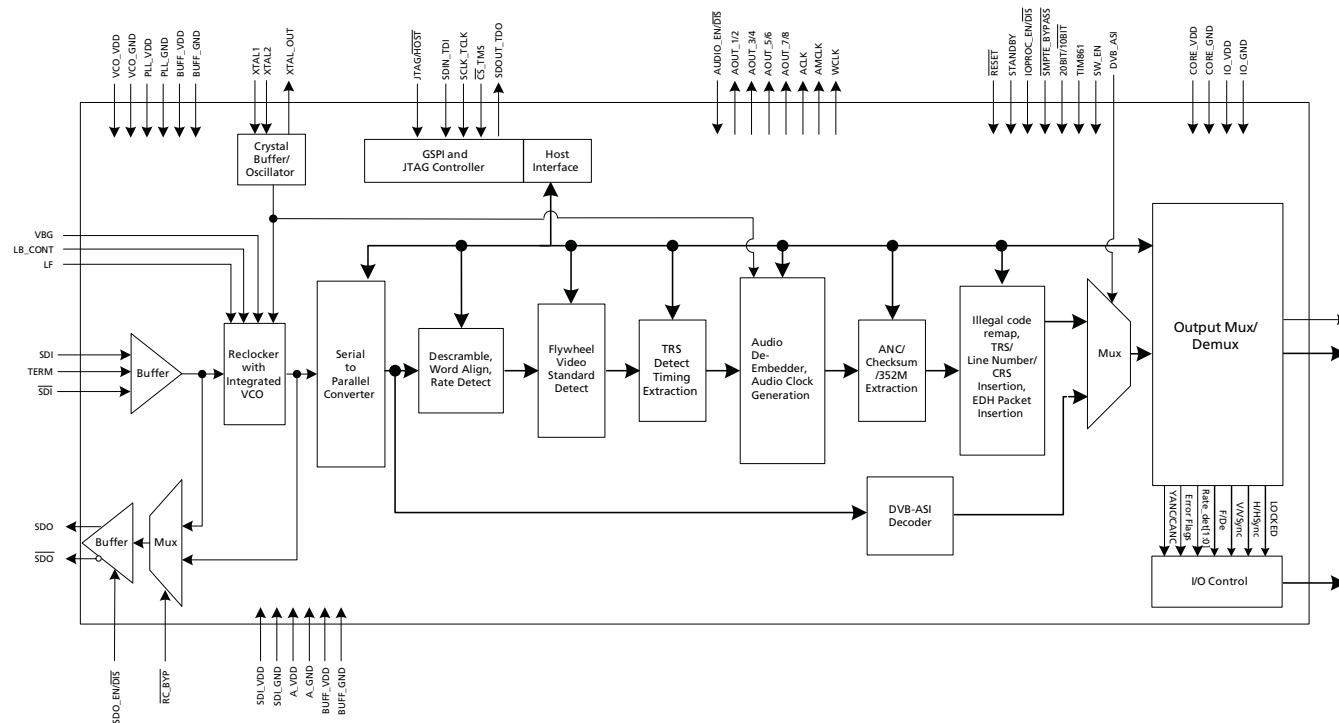 VCO_VDD
VCO_GND
PLL_VDD
PLL_GND
BUFF_VDD
BUFF_GND
XTAL1
XTAL2
XTAL_OUT
JTAG/HOST
SDIN_TDI
SCLK_TCLK
CS_TMS
SDOUT_TDO
AUDIO_EN/DIS
AOUT_1/2
AOUT_3/4
AOUT_5/6
AOUT_7/8
ACLK
AMCLK
WCLK
RESET
STANDBY
IOPROC_EN/DIS
SMPTE_BYPASS
20BIT/10BIT
TIM861
SW_EN
DVB_ASI
CORE_VDD
CORE_GND
IO_VDD
IO_GND
Crystal
Buffer/
Oscillator
GSPI and
JTAG Controller
Host
Interface
VBG
LB_CONT
LF
SDI
TERM
SDI
Buffer
Reclocker
with
Integrated
VCO
Serial
to
Parallel
Converter
Descramble,
Word Align,
Rate Detect
Flywheel
Video
Standard
Detect
TRS
Detect
Timing
Extraction
Audio
De-
Embedder,
Audio Clock
Generation
ANC/
Checksum
/352M
Extraction
Illegal code
remap,
TRS/
Line Number/
CRS
Insertion,
EDH Packet
Insertion
Mux
Output Mux/
Demux
DVB-ASI
Decoder
YANC/CANC
Error Flags
Rate_det[1:0]
F/De
V/VSync
H/HSync
LOCKED
I/O Control
SDO
SDO
Buffer
Mux
SDO_EN/DIS
RC_BYP
SDI_VDD
SDI_GND
A_VDD
A_GND
BUFF_VDD
BUFF_GND